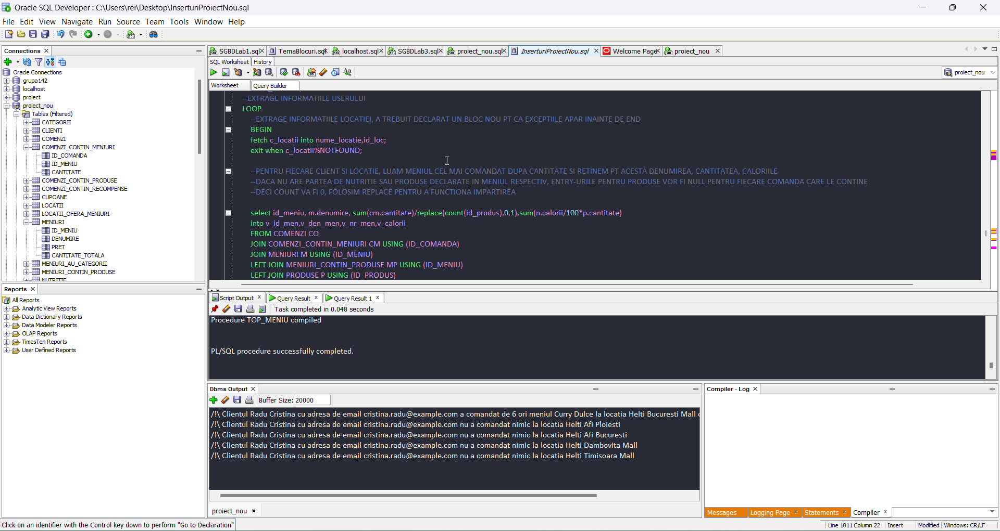 Oracle SQL Developer : C:\Users\rei\Desktop\InserturiProiectNou.sql
File Edit View Navigate Run Source Team Tools Window Help
Connections
Oracle Connections
grupa142
localhost
proiect
proiect_nou
Tables (Filtered)
CATEGORII
CLIENTI
COMENZI
COMENZI_CONTIN_MENIURI
ID_COMANDA
ID_MENIU
CANTITATE
COMENZI_CONTIN_PRODUSE
COMENZI_CONTIN_RECOMPENSE
CUPOANE
LOCATII
LOCATII_OFERA_MENIURI
MENIURI
ID_MENIU
DENUMIRE
PRET
CANTITATE_TOTALA
MENIURI_AU_CATEGORII
MENIURI_CONTIN_PRODUSE
NUTRITIE
Reports
All Reports
Analytic View Reports
Data Dictionary Reports
Data Modeler Reports
OLAP Reports
TimesTen Reports
User Defined Reports
SGBDLab1.sql TemaBlocuri.sql localhost.sql SGBDLab3.sql proiect_nou.sql InserturiProiectNou.sql Welcome Page proiect_nou
SQL Worksheet History
proiect_nou
Worksheet Query Builder
--EXTRAGE INFORMATIILE USERULUI
LOOP
--EXTRAGE INFORMATIILE LOCATIEI, A TREBUIT DECLARAT UN BLOC NOU PT CA EXCEPTIILE APAR INAINTE DE END
BEGIN
fetch c_locatii into nume_locatie,id_loc;
exit when c_locatii%NOTFOUND;
--PENTRU FIECARE CLIENT SI LOCATIE, LUAM MENIUL CEL MAI COMANDAT DUPA CANTITATE SI RETINEM PT ACESTA DENUMIREA, CANTITATEA, CALORIILE
--DACA NU ARE PARTEA DE NUTRITIE SAU PRODUSE DECLARATE IN MENIUL RESPECTIV, ENTRY-URILE PENTRU PRODUSE VOR FI NULL PENTRU FIECARE COMANDA CARE LE CONTINE
--DECI COUNT VA FI 0, FOLOSIM REPLACE PENTRU A FUNCTIONA IMPARTIREA
select id_meniu, m.denumire, sum(cm.cantitate)/replace(count(id_produs),0,1),sum(n.calorii/100*p.cantitate)
into v_id_men,v_den_men,v_nr_men,v_calorii
FROM COMENZI CO
JOIN COMENZI_CONTIN_MENIURI CM USING (ID_COMANDA)
JOIN MENIURI M USING (ID_MENIU)
LEFT JOIN MENIURI_CONTIN_PRODUSE MP USING (ID_MENIU)
LEFT JOIN PRODUSE P USING (ID_PRODUS)
Script Output Query Result Query Result 1
Task completed in 0.048 seconds
Procedure TOP_MENIU compiled
PL/SQL procedure successfully completed.
Dbms Output
Buffer Size: 20000
/!\ Clientul Radu Cristina cu adresa de email cristina.radu@example.com a comandat de 6 ori meniul Curry Dulce la locatia Helti Bucuresti Mall
/!\ Clientul Radu Cristina cu adresa de email cristina.radu@example.com nu a comandat nimic la locatia Helti Afi Ploiesti
/!\ Clientul Radu Cristina cu adresa de email cristina.radu@example.com nu a comandat nimic la locatia Helti Afi Bucuresti
/!\ Clientul Radu Cristina cu adresa de email cristina.radu@example.com nu a comandat nimic la locatia Helti Dambovita Mall
/!\ Clientul Radu Cristina cu adresa de email cristina.radu@example.com nu a comandat nimic la locatia Helti Timisoara Mall
proiect_nou
Compiler - Log
Messages Logging Page Statements Compiler
Click on an identifier with the Control key down to perform "Go to Declaration"
Line 1011 Column 22 Insert Modified Windows: CR/LF